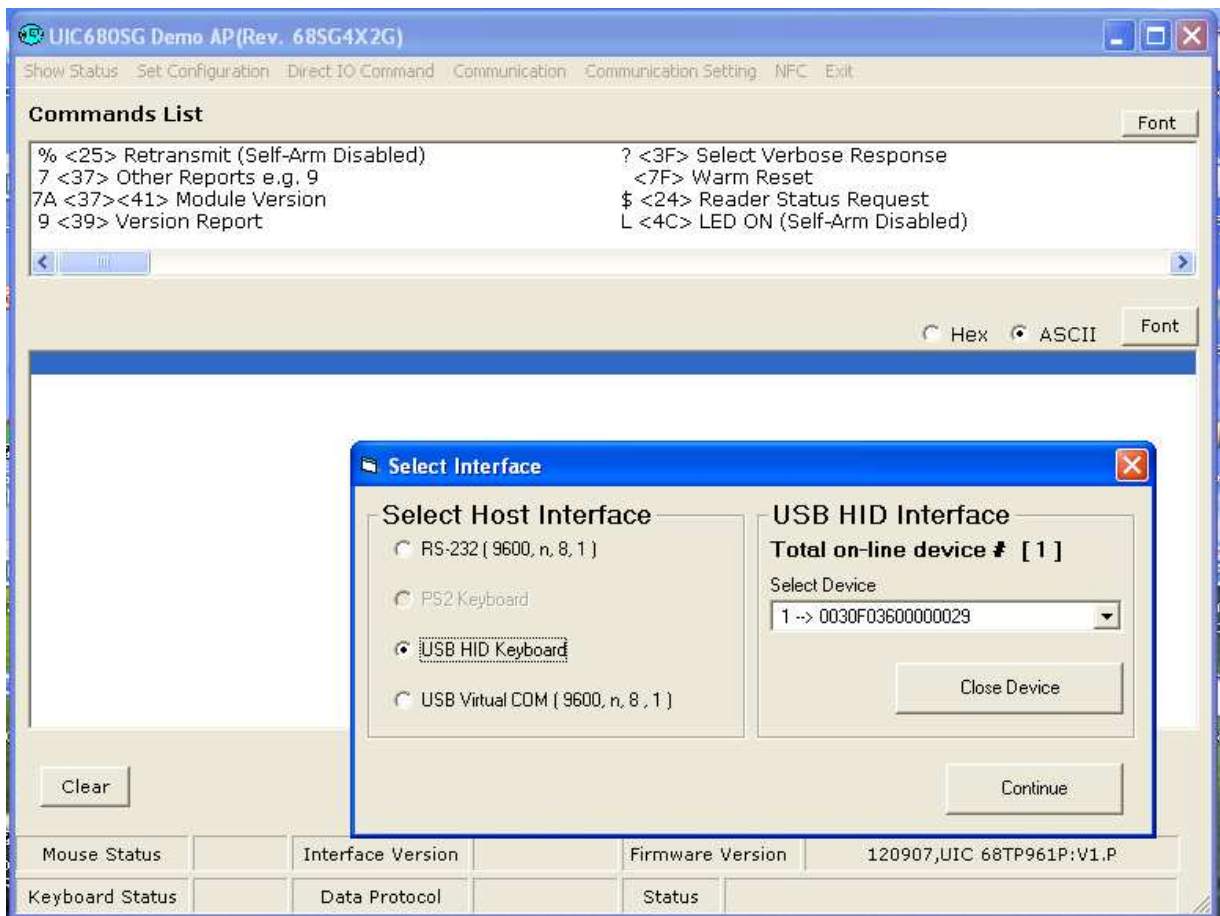 UIC680SG Demo AP(Rev. 68SG4X2G)
Show Status Set Configuration Direct IO Command Communication Communication Setting NFC Exit
Commands List
Font
% <25> Retransmit (Self-Arm Disabled)
? <3F> Select Verbose Response
7 <37> Other Reports e.g. 9
<7F> Warm Reset
7A <37><41> Module Version
$ <24> Reader Status Request
9 <39> Version Report
L <4C> LED ON (Self-Arm Disabled)
Hex ASCII Font
Select Interface
Select Host Interface
RS-232 ( 9600, n, 8, 1 )
PS2 Keyboard
USB HID Keyboard
USB Virtual COM ( 9600, n, 8 , 1 )
USB HID Interface
Total on-line device # [ 1 ]
Select Device
1 --> 0030F03600000029
Close Device
Continue
Clear
Mouse Status Interface Version Firmware Version 120907,UIC 68TP961P:V1.P
Keyboard Status Data Protocol Status